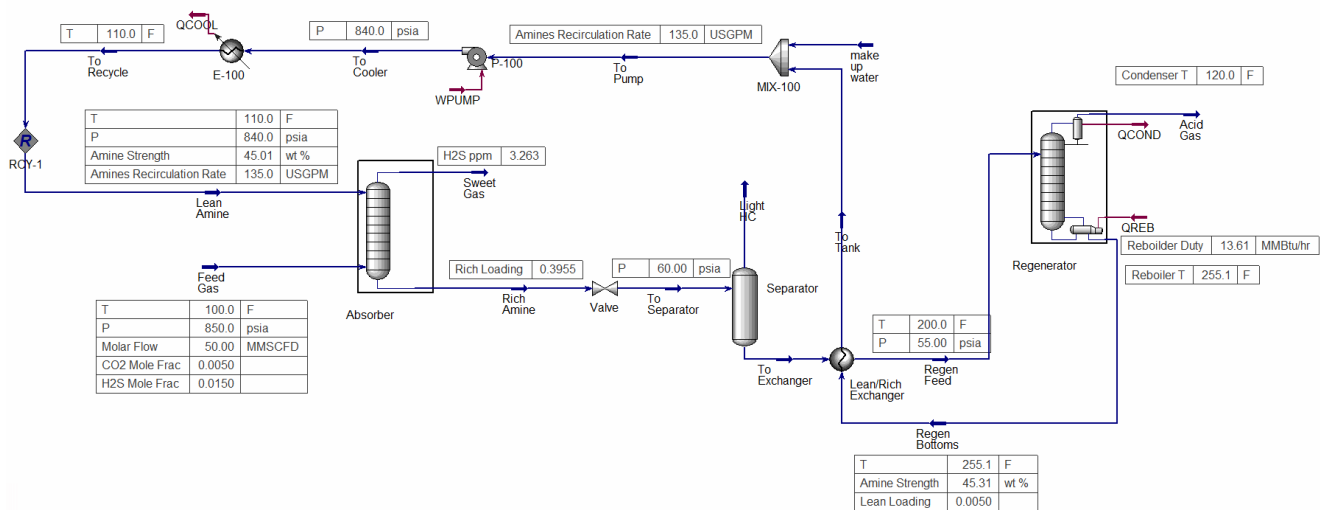 QCOOL
T 110.0 F
P 840.0 psia
Amines Recirculation Rate 135.0 USGPM
To
Recycle
E-100
To
Cooler
P-100
WPUMP
To
Pump
MIX-100
make
up
water
Condenser T 120.0 F
QCOND
Acid
Gas
R
RCY-1
T 110.0 F
P 840.0 psia
Amine Strength 45.01 wt %
Amines Recirculation Rate 135.0 USGPM
H2S ppm 3.263
Sweet
Gas
Lean
Amine
Light
HC
To
Tank
QREB
Reboilder Duty 13.61 MMBtu/hr
Reboiler T 255.1 F
Regenerator
Feed
Gas
Rich Loading 0.3955
P 60.00 psia
Separator
Absorber
Rich
Amine
Valve
To
Separator
T 100.0 F
P 850.0 psia
Molar Flow 50.00 MMSCFD
CO2 Mole Frac 0.0050
H2S Mole Frac 0.0150
T 200.0 F
P 55.00 psia
To
Exchanger
Lean/Rich
Exchanger
Regen
Feed
Regen
Bottoms
T 255.1 F
Amine Strength 45.31 wt %
Lean Loading 0.0050